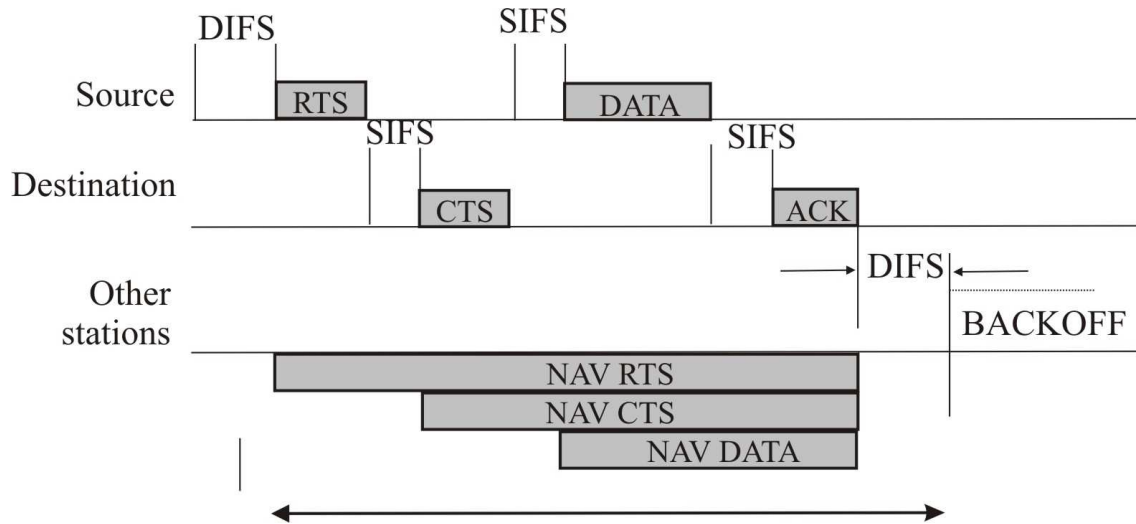 DIFS
SIFS
Source
RTS
DATA
SIFS
SIFS
Destination
CTS
ACK
DIFS
Other
stations
BACKOFF
NAV RTS
NAV CTS
NAV DATA